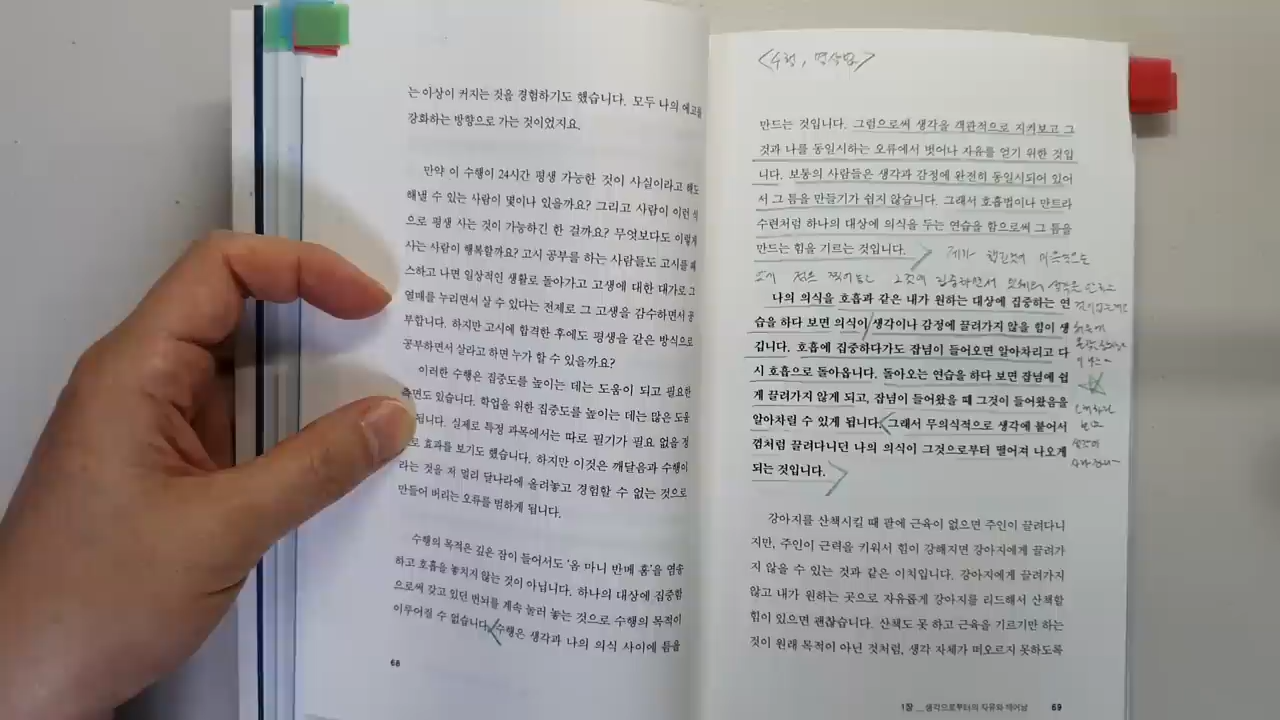 는 아상이 커지는 것을 경험하기도 했습니다. 모두 나의 에고를
강화하는 방향으로 가는 것이었지요.
만약 이 수행이 24시간 평생 가능한 것이 사실이라고 해도
해낼 수 있는 사람이 몇이나 있을까요? 그리고 사람이 이런 식
으로 평생 사는 것이 가능하긴 한 걸까요? 무엇보다도 이렇게
사는 사람이 행복할까요? 고시 공부를 하는 사람들도 고시를 패
스하고 나면 일상적인 생활로 돌아가고 고생에 대한 대가로 그
열매를 누리면서 살 수 있다는 전제로 그 고생을 감수하면서 공
부합니다. 하지만 고시에 합격한 후에도 평생을 같은 방식으로
공부하면서 살라고 하면 누가 할 수 있을까요?
이러한 수행은 집중도를 높이는 데는 도움이 되고 필요한
측면도 있습니다. 학업을 위한 집중도를 높이는 데는 많은 도움
됩니다. 실제로 특정 과목에서는 따로 필기가 필요 없을 정
로 효과를 보기도 했습니다. 하지만 이것은 깨달음과 수행이
라는 것을 저 멀리 달나라에 올려놓고 경험할 수 없는 것으로
만들어 버리는 오류를 범하게 됩니다.
수행의 목적은 깊은 잠이 들어서도 '옴 마니 반메 훔'을 염송
하고 호흡을 놓치지 않는 것이 아닙니다. 하나의 대상에 집중함
으로써 갖고 있던 번뇌를 계속 눌러 놓는 것으로 수행의 목적이
이루어질 수 없습니다. 수행은 생각과 나의 의식 사이에 틈을
68
<수행, 명상법>
만드는 것입니다. 그럼으로써 생각을 객관적으로 지켜보고 그
것과 나를 동일시하는 오류에서 벗어나 자유를 얻기 위한 것입
니다. 보통의 사람들은 생각과 감정에 완전히 동일시되어 있어
서 그 틈을 만들기가 쉽지 않습니다. 그래서 호흡법이나 만트라
수련처럼 하나의 대상에 의식을 두는 연습을 함으로써 그 틈을
만드는 힘을 기르는 것입니다.
나의 의식을 호흡과 같은 내가 원하는 대상에 집중하는 연
습을 하다 보면 의식이 생각이나 감정에 끌려가지 않을 힘이 생
깁니다. 호흡에 집중하다가도 잡념이 들어오면 알아차리고 다
시 호흡으로 돌아옵니다. 돌아오는 연습을 하다 보면 잡념에 쉽
게 끌려가지 않게 되고, 잡념이 들어왔을 때 그것이 들어왔음을
알아차릴 수 있게 됩니다. 그래서 무의식적으로 생각에 붙어서
껌처럼 끌려다니던 나의 의식이 그것으로부터 떨어져 나오게
되는 것입니다.
강아지를 산책시킬 때 팔에 근육이 없으면 주인이 끌려다니
지만, 주인이 근력을 키워서 힘이 강해지면 강아지에게 끌려가
지 않을 수 있는 것과 같은 이치입니다. 강아지에게 끌려가지
않고 내가 원하는 곳으로 자유롭게 강아지를 리드해서 산책할
힘이 있으면 괜찮습니다. 산책도 못 하고 근육을 기르기만 하는
것이 원래 목적이 아닌 것처럼, 생각 자체가 떠오르지 못하도록
1장 _ 생각으로부터의 자유와 깨어남 69